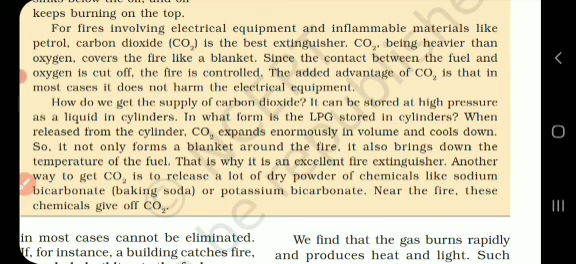 keeps burning on the top.
For fires involving electrical equipment and inflammable materials like
petrol, carbon dioxide (CO₂) is the best extinguisher. CO₂, being heavier than
oxygen, covers the fire like a blanket. Since the contact between the fuel and
oxygen is cut off, the fire is controlled. The added advantage of CO₂ is that in
most cases it does not harm the electrical equipment.
How do we get the supply of carbon dioxide? It can be stored at high pressure
as a liquid in cylinders. In what form is the LPG stored in cylinders? When
released from the cylinder, CO₂ expands enormously in volume and cools down.
So, it not only forms a blanket around the fire, it also brings down the
temperature of the fuel. That is why it is an excellent fire extinguisher. Another
way to get CO₂ is to release a lot of dry powder of chemicals like sodium
bicarbonate (baking soda) or potassium bicarbonate. Near the fire, these
chemicals give off CO₂.
in most cases cannot be eliminated.
If, for instance, a building catches fire,
We find that the gas burns rapidly
and produces heat and light. Such